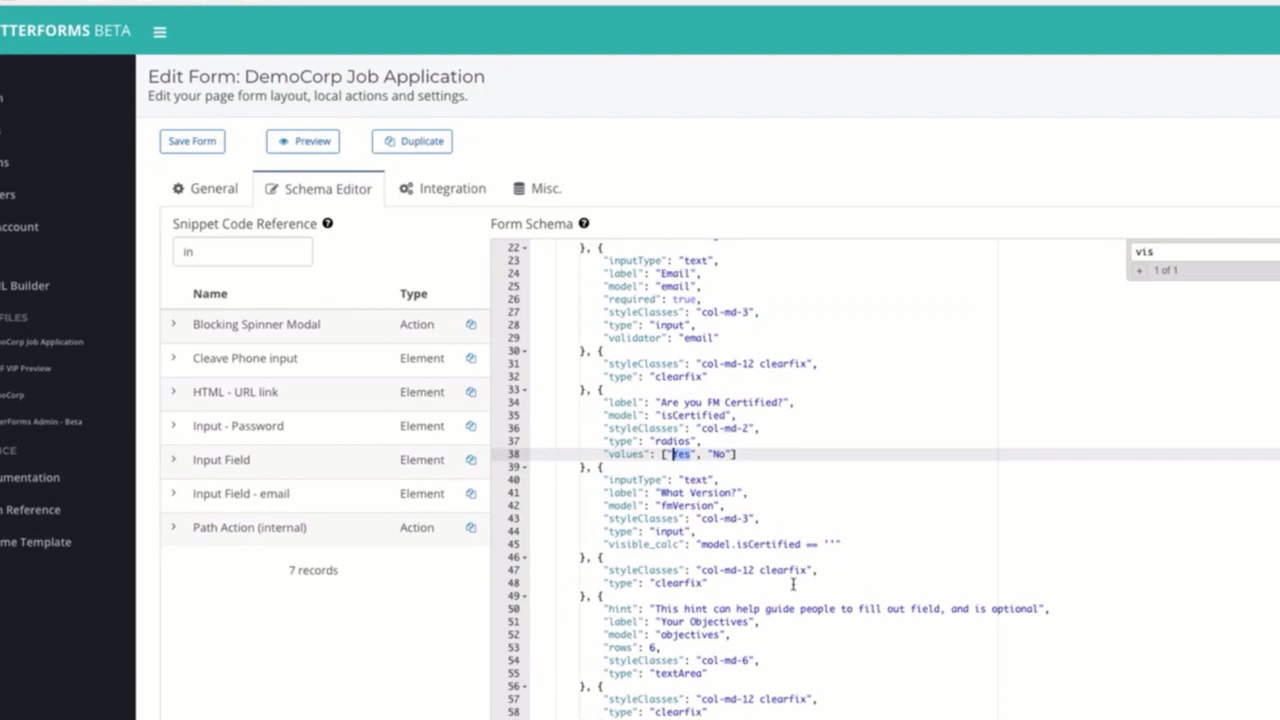 TTERFORMS BETA
Edit Form: DemoCorp Job Application
Edit your page form layout, local actions and settings.
Save Form
Preview
Duplicate
General
Schema Editor
Integration
Misc.
ns
ers
Account
L Builder
FILES
oCorp Job Application
F VIP Preview
oCorp
erForms Admin - Beta
CE
umentation
n Reference
me Template
Snippet Code Reference
in
Name Type
Blocking Spinner Modal Action
Cleave Phone input Element
HTML - URL link Element
Input - Password Element
Input Field Element
Input Field - email Element
Path Action (internal) Action
7 records
Form Schema
vis
+ 1 of 1
22 }, {
23 "inputType": "text",
24 "label": "Email",
25 "model": "email",
26 "required": true,
27 "styleClasses": "col-md-3",
28 "type": "input",
29 "validator": "email"
30 }, {
31 "styleClasses": "col-md-12 clearfix",
32 "type": "clearfix"
33 }, {
34 "label": "Are you FM Certified?",
35 "model": "isCertified",
36 "styleClasses": "col-md-2",
37 "type": "radios",
38 "values": ["Yes", "No"]
39 }, {
40 "inputType": "text",
41 "label": "What Version?",
42 "model": "fmVersion",
43 "styleClasses": "col-md-3",
44 "type": "input",
45 "visible_calc": "model.isCertified == ''"
46 }, {
47 "styleClasses": "col-md-12 clearfix",
48 "type": "clearfix"
49 }, {
50 "hint": "This hint can help guide people to fill out field, and is optional",
51 "label": "Your Objectives",
52 "model": "objectives",
53 "rows": 6,
54 "styleClasses": "col-md-6",
55 "type": "textArea"
56 }, {
57 "styleClasses": "col-md-12 clearfix",
58 "type": "clearfix"